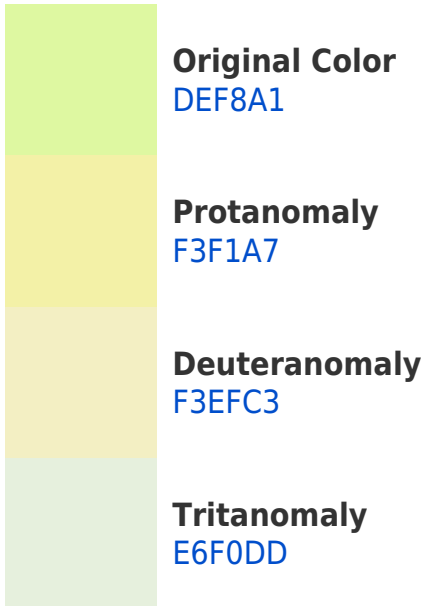 Original Color
DEF8A1
Protanomaly
F3F1A7
Deuteranomaly
F3EFC3
Tritanomaly
E6F0DD